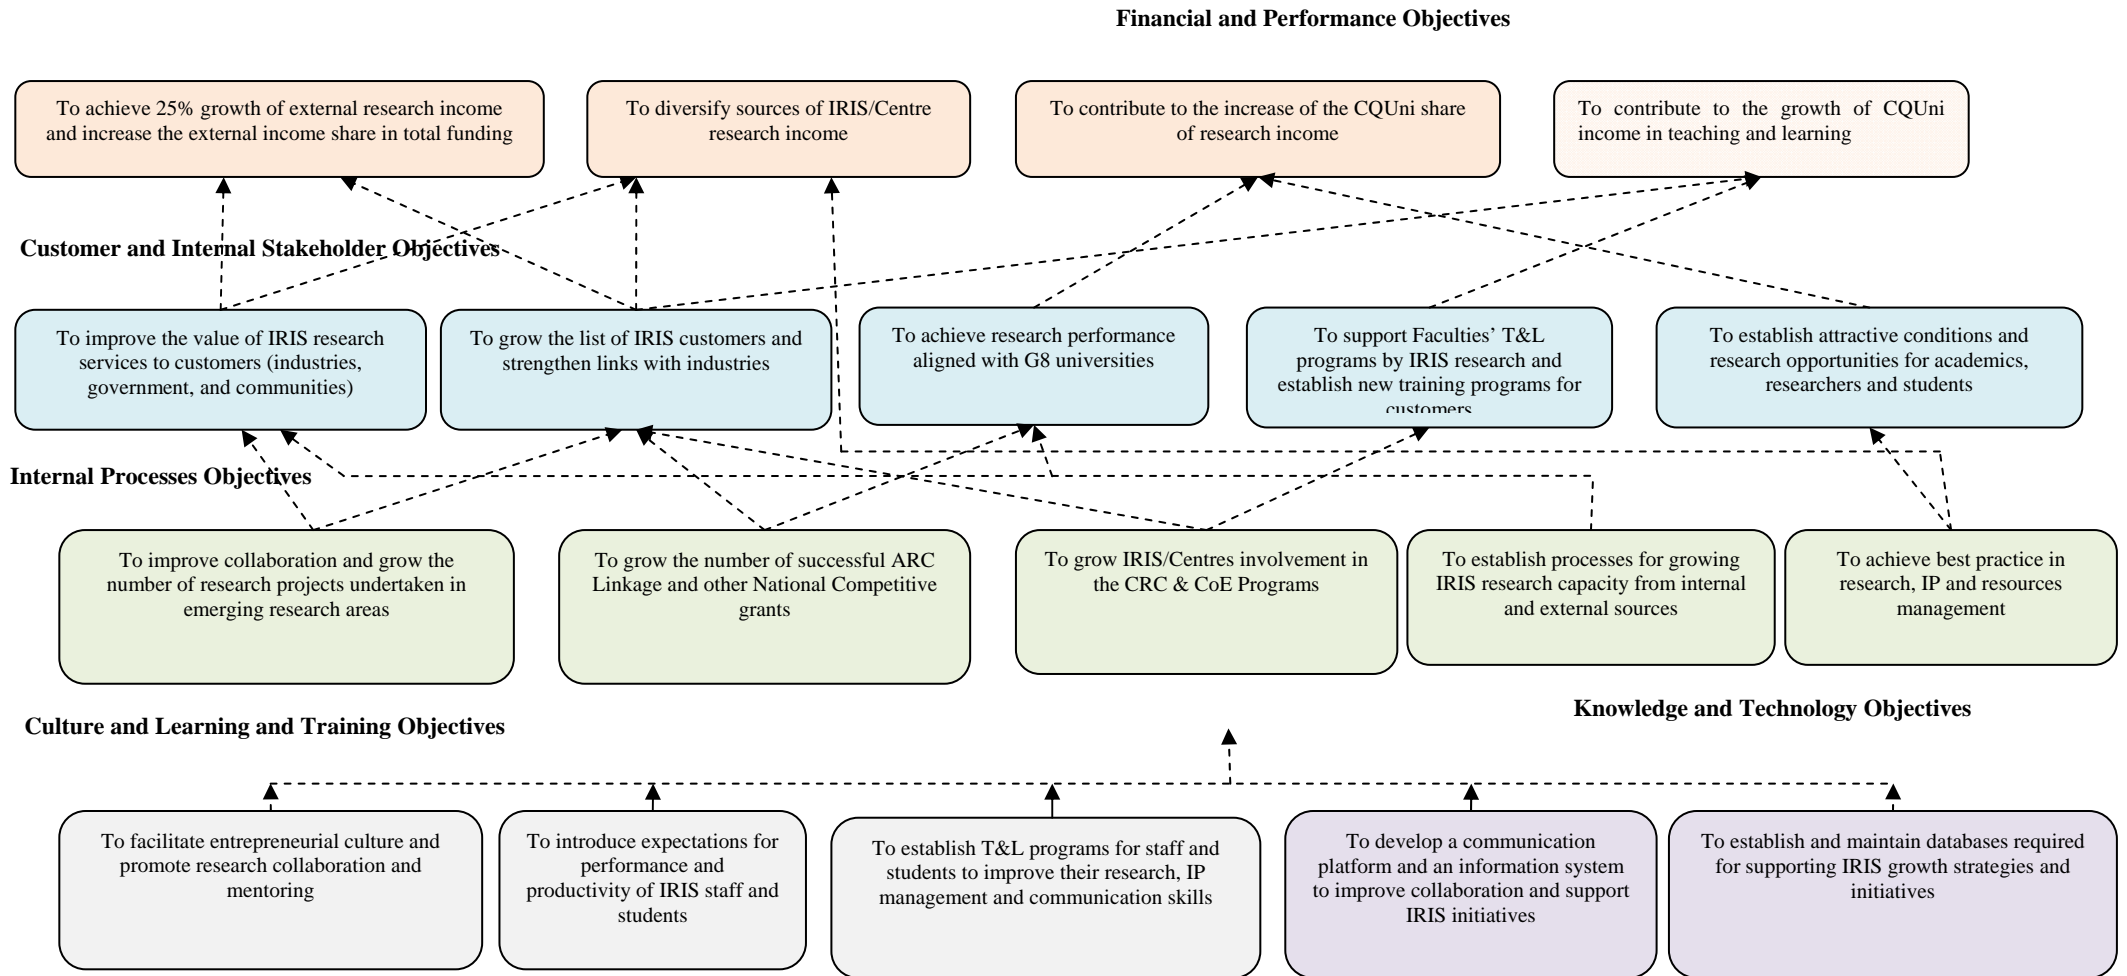 Financial and Performance Objectives
To achieve 25% growth of external research income
and increase the external income share in total funding
To diversify sources of IRIS/Centre
research income
To contribute to the increase of the CQUni share
of research income
To contribute to the growth of CQUni
income in teaching and learning
Customer and Internal Stakeholder Objectives
To improve the value of IRIS research
services to customers (industries,
government, and communities)
To grow the list of IRIS customers and
strengthen links with industries
To achieve research performance
aligned with G8 universities
To support Faculties’ T&L
programs by IRIS research and
establish new training programs for
customers
To establish attractive conditions and
research opportunities for academics,
researchers and students
Internal Processes Objectives
To improve collaboration and grow the
number of research projects undertaken in
emerging research areas
To grow the number of successful ARC
Linkage and other National Competitive
grants
To grow IRIS/Centres involvement in
the CRC & CoE Programs
To establish processes for growing
IRIS research capacity from internal
and external sources
To achieve best practice in
research, IP and resources
management
Culture and Learning and Training Objectives
Knowledge and Technology Objectives
To facilitate entrepreneurial culture and
promote research collaboration and
mentoring
To introduce expectations for
performance and
productivity of IRIS staff and
students
To establish T&L programs for staff and
students to improve their research, IP
management and communication skills
To develop a communication
platform and an information system
to improve collaboration and support
IRIS initiatives
To establish and maintain databases required
for supporting IRIS growth strategies and
initiatives